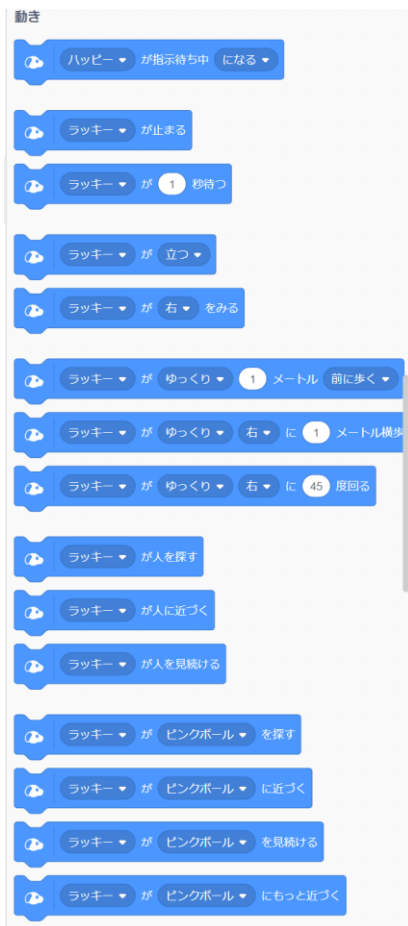 動き
ハッピー が指示待ち中 になる
ラッキー が止まる
ラッキー が 1 秒待つ
ラッキー が 立つ
ラッキー が 右 をみる
ラッキー が ゆっくり 1 メートル 前に歩く
ラッキー が ゆっくり 右 に 1 メートル横歩
ラッキー が ゆっくり 右 に 45 度回る
ラッキー が人を探す
ラッキー が人に近づく
ラッキー が人を見続ける
ラッキー が ピンクボール を探す
ラッキー が ピンクボール に近づく
ラッキー が ピンクボール を見続ける
ラッキー が ピンクボール にもっと近づく